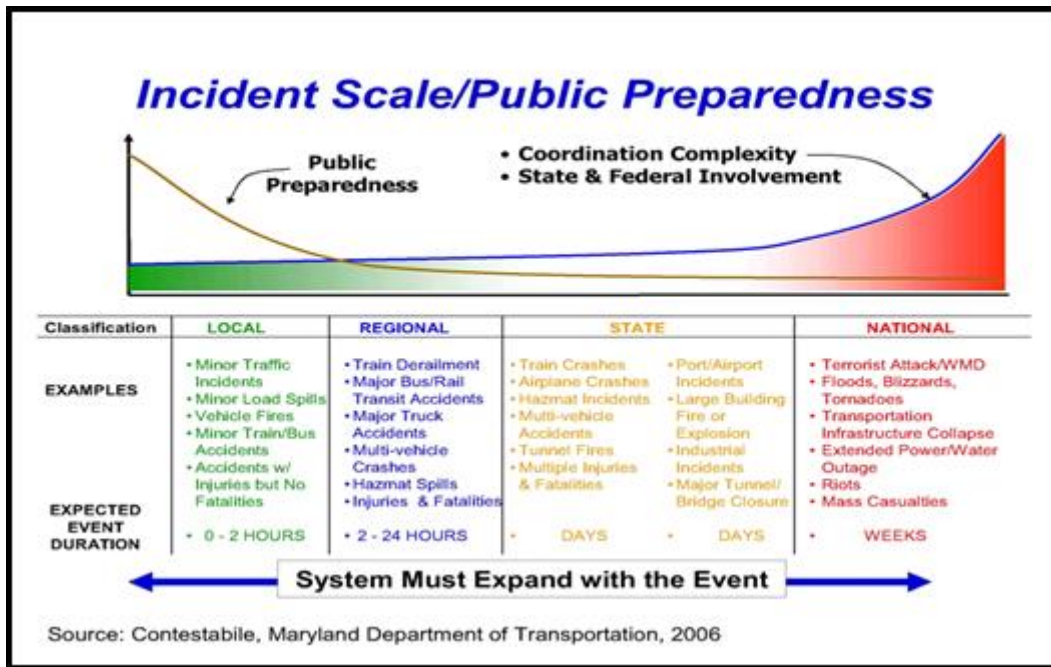 Incident Scale/Public Preparedness
Public
Preparedness
• Coordination Complexity
• State & Federal Involvement
Classification
LOCAL
REGIONAL
STATE
NATIONAL
EXAMPLES
• Minor Traffic
Incidents
• Minor Load Spills
• Vehicle Fires
• Minor Train/Bus
Accidents
• Accidents w/
Injuries but No
Fatalities
• Train Derailment
• Major Bus/Rail
Transit Accidents
• Major Truck
Accidents
• Multi-vehicle
Crashes
• Hazmat Spills
• Injuries & Fatalities
• Train Crashes
• Airplane Crashes
• Hazmat Incidents
• Multi-vehicle
Accidents
• Tunnel Fires
• Multiple Injuries
& Fatalities
• Port/Airport
Incidents
• Large Building
Fire or
Explosion
• Industrial
Incidents
• Major Tunnel/
Bridge Closure
• Terrorist Attack/WMD
• Floods, Blizzards,
Tornadoes
• Transportation
Infrastructure Collapse
• Extended Power/Water
Outage
• Riots
• Mass Casualties
EXPECTED
EVENT
DURATION
• 0 - 2 HOURS
• 2 - 24 HOURS
• DAYS
• DAYS
• WEEKS
System Must Expand with the Event
Source: Contestabile, Maryland Department of Transportation, 2006